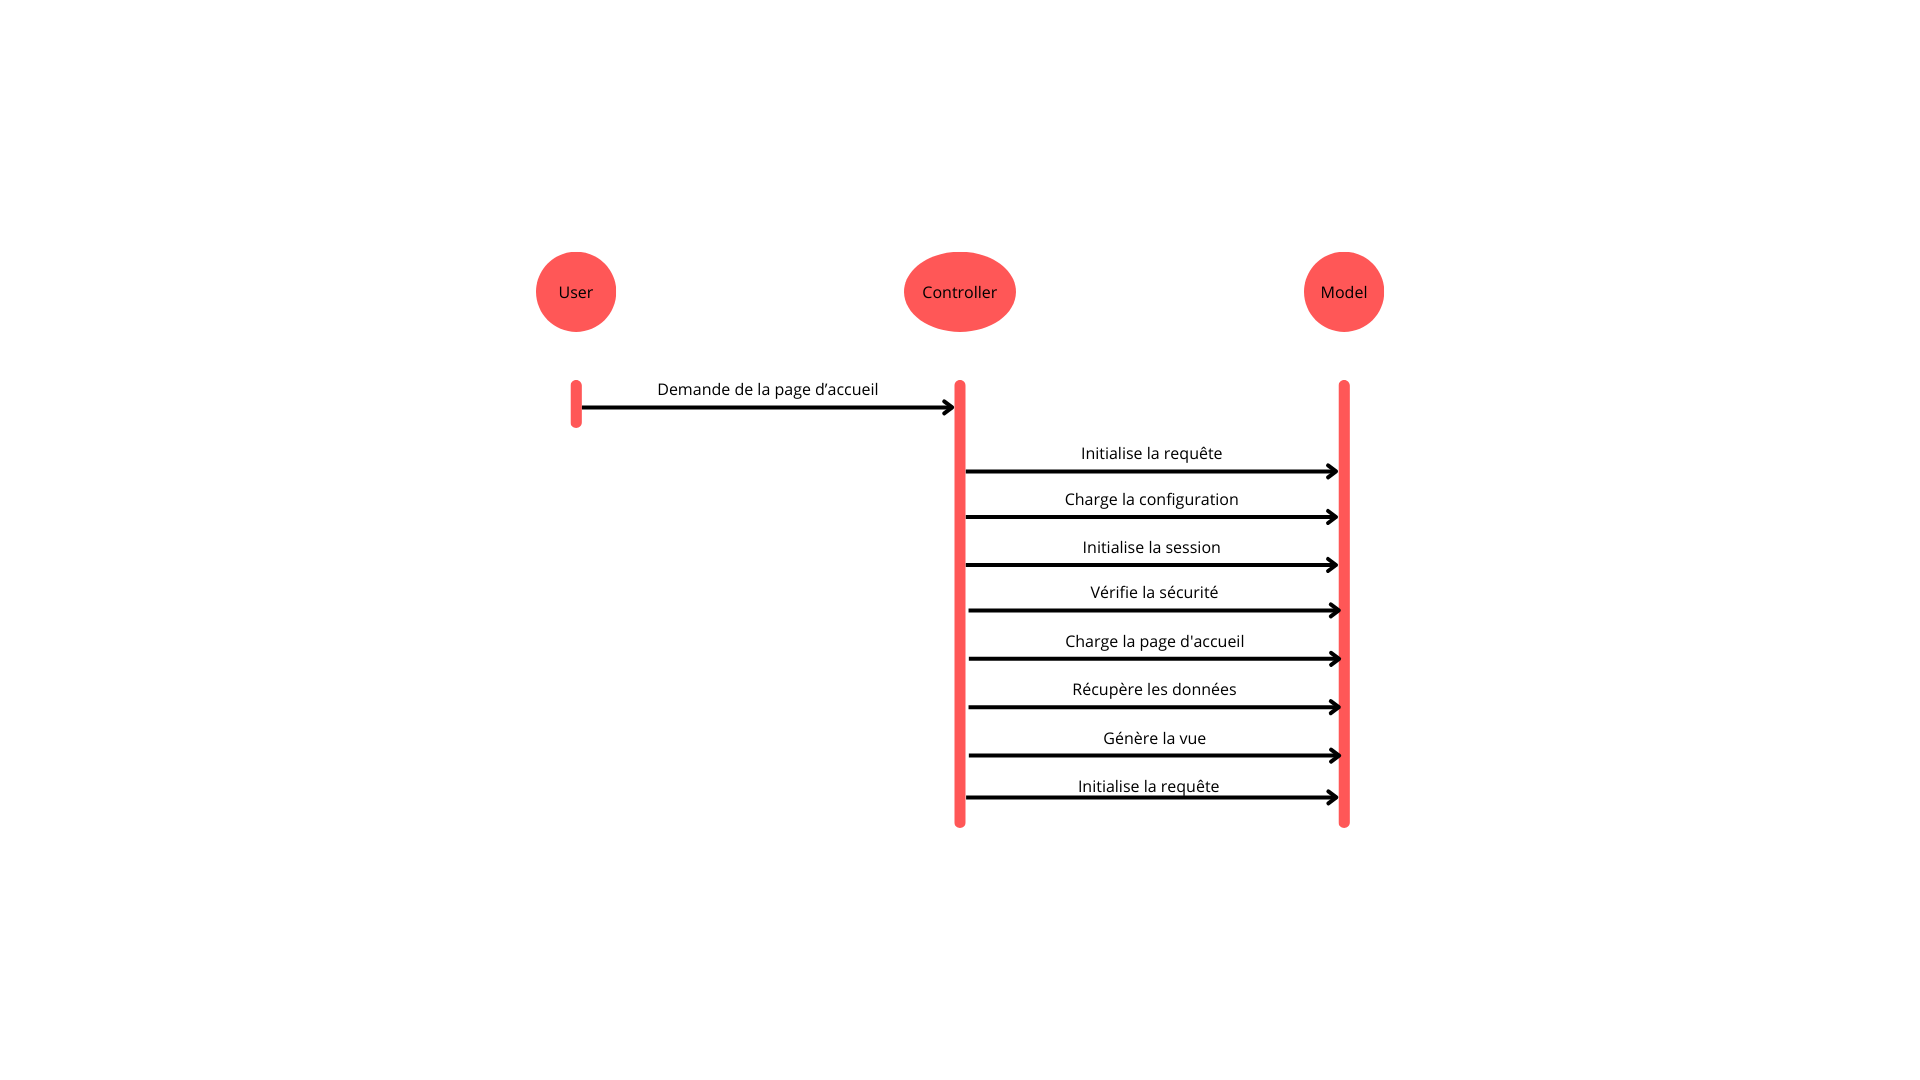 User
Controller
Model
Demande de la page d’accueil
Initialise la requête
Charge la configuration
Initialise la session
Vérifie la sécurité
Charge la page d'accueil
Récupère les données
Génère la vue
Initialise la requête